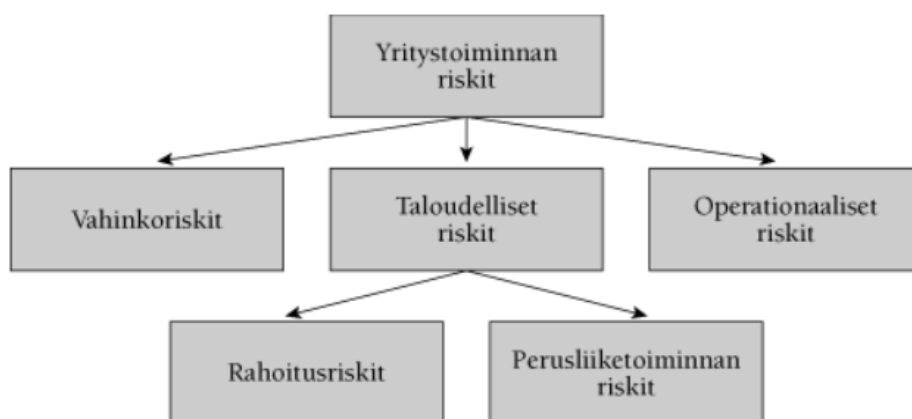 Yritystoiminnan
riskit
Vahinkoriskit
Taloudelliset
riskit
Operationaaliset
riskit
Rahoitusriskit
Perusliiketoiminnan
riskit